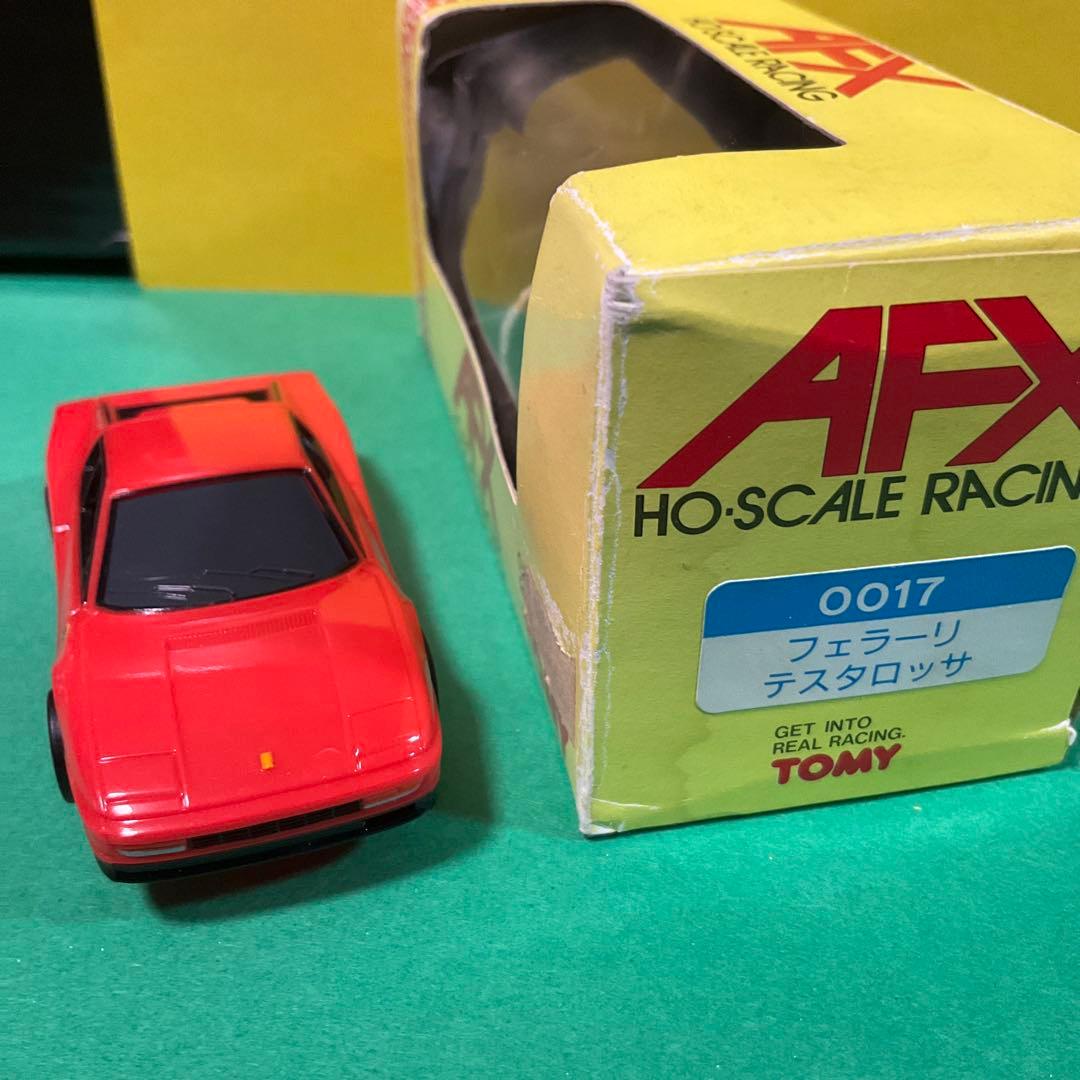 AFX
HO-SCALE RACING
AFX
HO·SCALE RACIN
0017
フェラーリ
テスタロッサ
GET INTO
REAL RACING.
TOMY